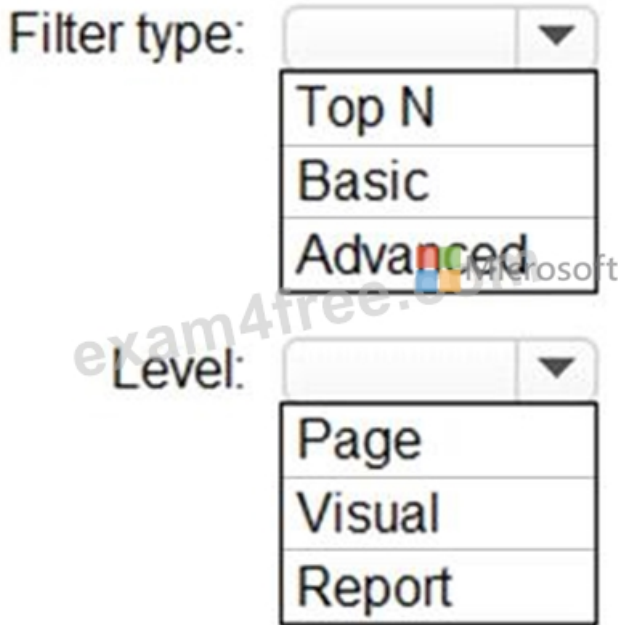 Filter type:
Top N
Basic
Advanced
Microsoft
exam4free.com
Level:
Page
Visual
Report